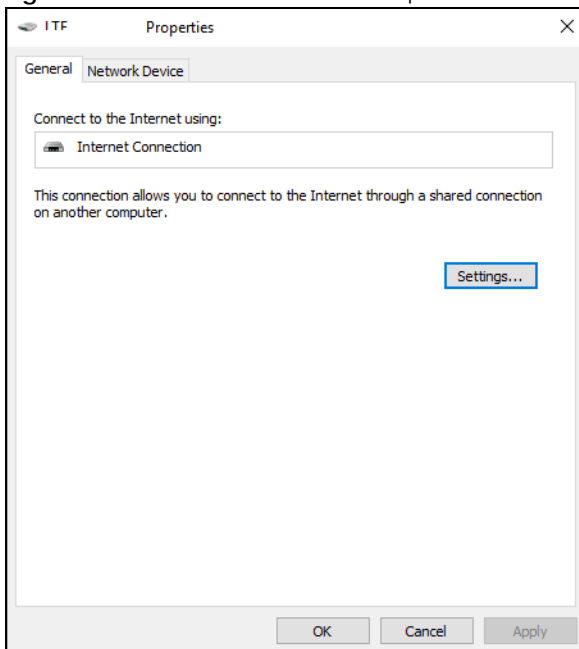 LTE Properties
General Network Device
Connect to the Internet using:
Internet Connection
This connection allows you to connect to the Internet through a shared connection
on another computer.
Settings...
OK Cancel Apply